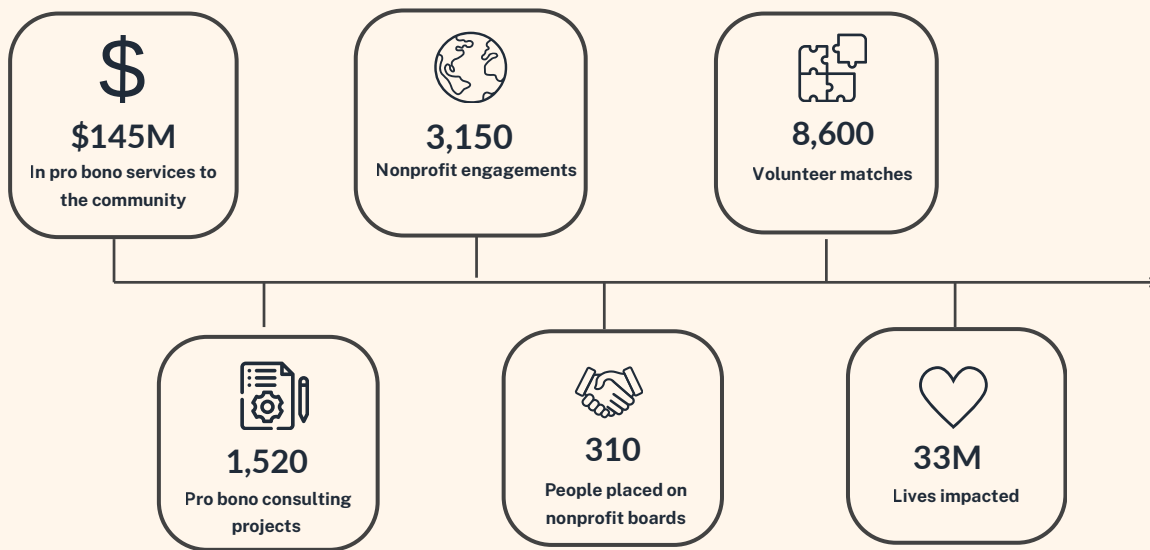 $
$145M
In pro bono services to
the community
3,150
Nonprofit engagements
8,600
Volunteer matches
1,520
Pro bono consulting
projects
310
People placed on
nonprofit boards
33M
Lives impacted